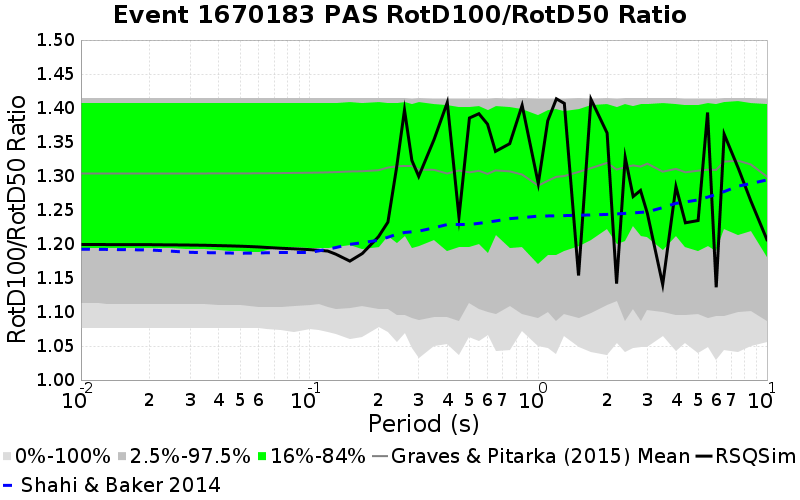 Event 1670183 PAS RotD100/RotD50 Ratio
RotD100/RotD50 Ratio
1.50
1.45
1.40
1.35
1.30
1.25
1.20
1.15
1.10
1.05
1.00
10^-2 2 3 4 5 6 10^-1 2 3 4 5 6 7 10^0 2 3 4 5 6 7 10^1
Period (s)
0%-100% 2.5%-97.5% 16%-84% Graves & Pitarka (2015) Mean RSQSim
Shahi & Baker 2014